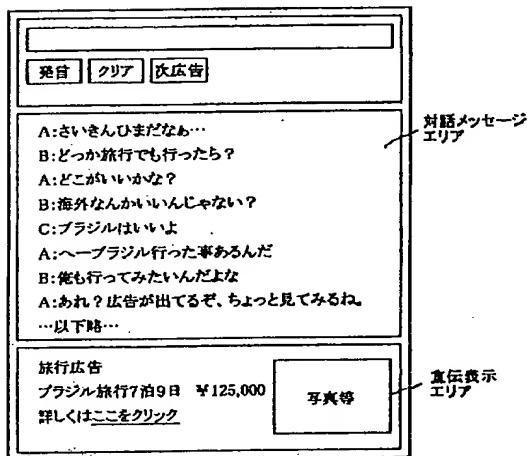 発言 クリア 次広告
対話メッセージ
エリア
A:さいきんひまだなぁ…
B:どっか旅行でも行ったら？
A:どこがいいかな？
B:海外なんかいいんじゃない？
C:ブラジルはいいよ
A:へーブラジル行った事あるんだ
B:俺も行ってみたいんだよな
A:あれ？広告が出てるぞ、ちょっと見てみるね。
…以下略…
旅行広告
ブラジル旅行7泊9日 ¥125,000
詳しくはここをクリック
写真等
宣伝表示
エリア